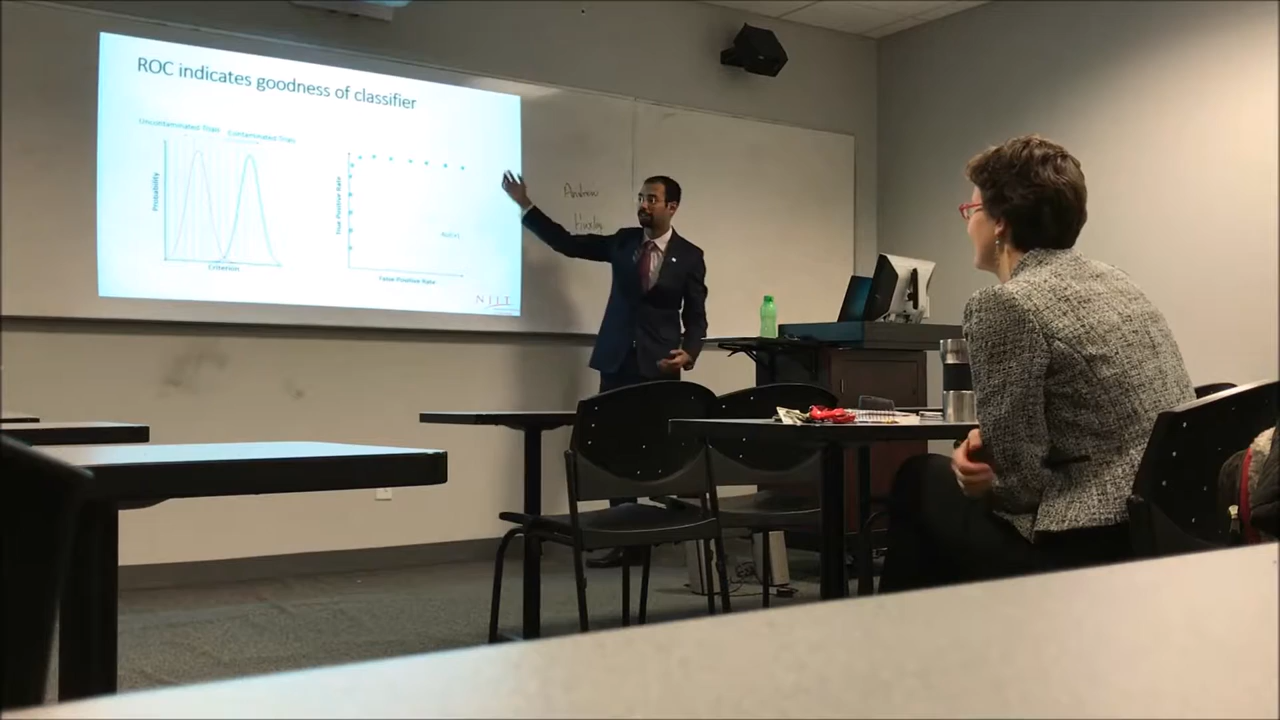 ROC indicates goodness of classifier
Uncontaminated Trials
Contaminated Trials
Probability
Criterion
True Positive Rate
False Positive Rate
NJIT